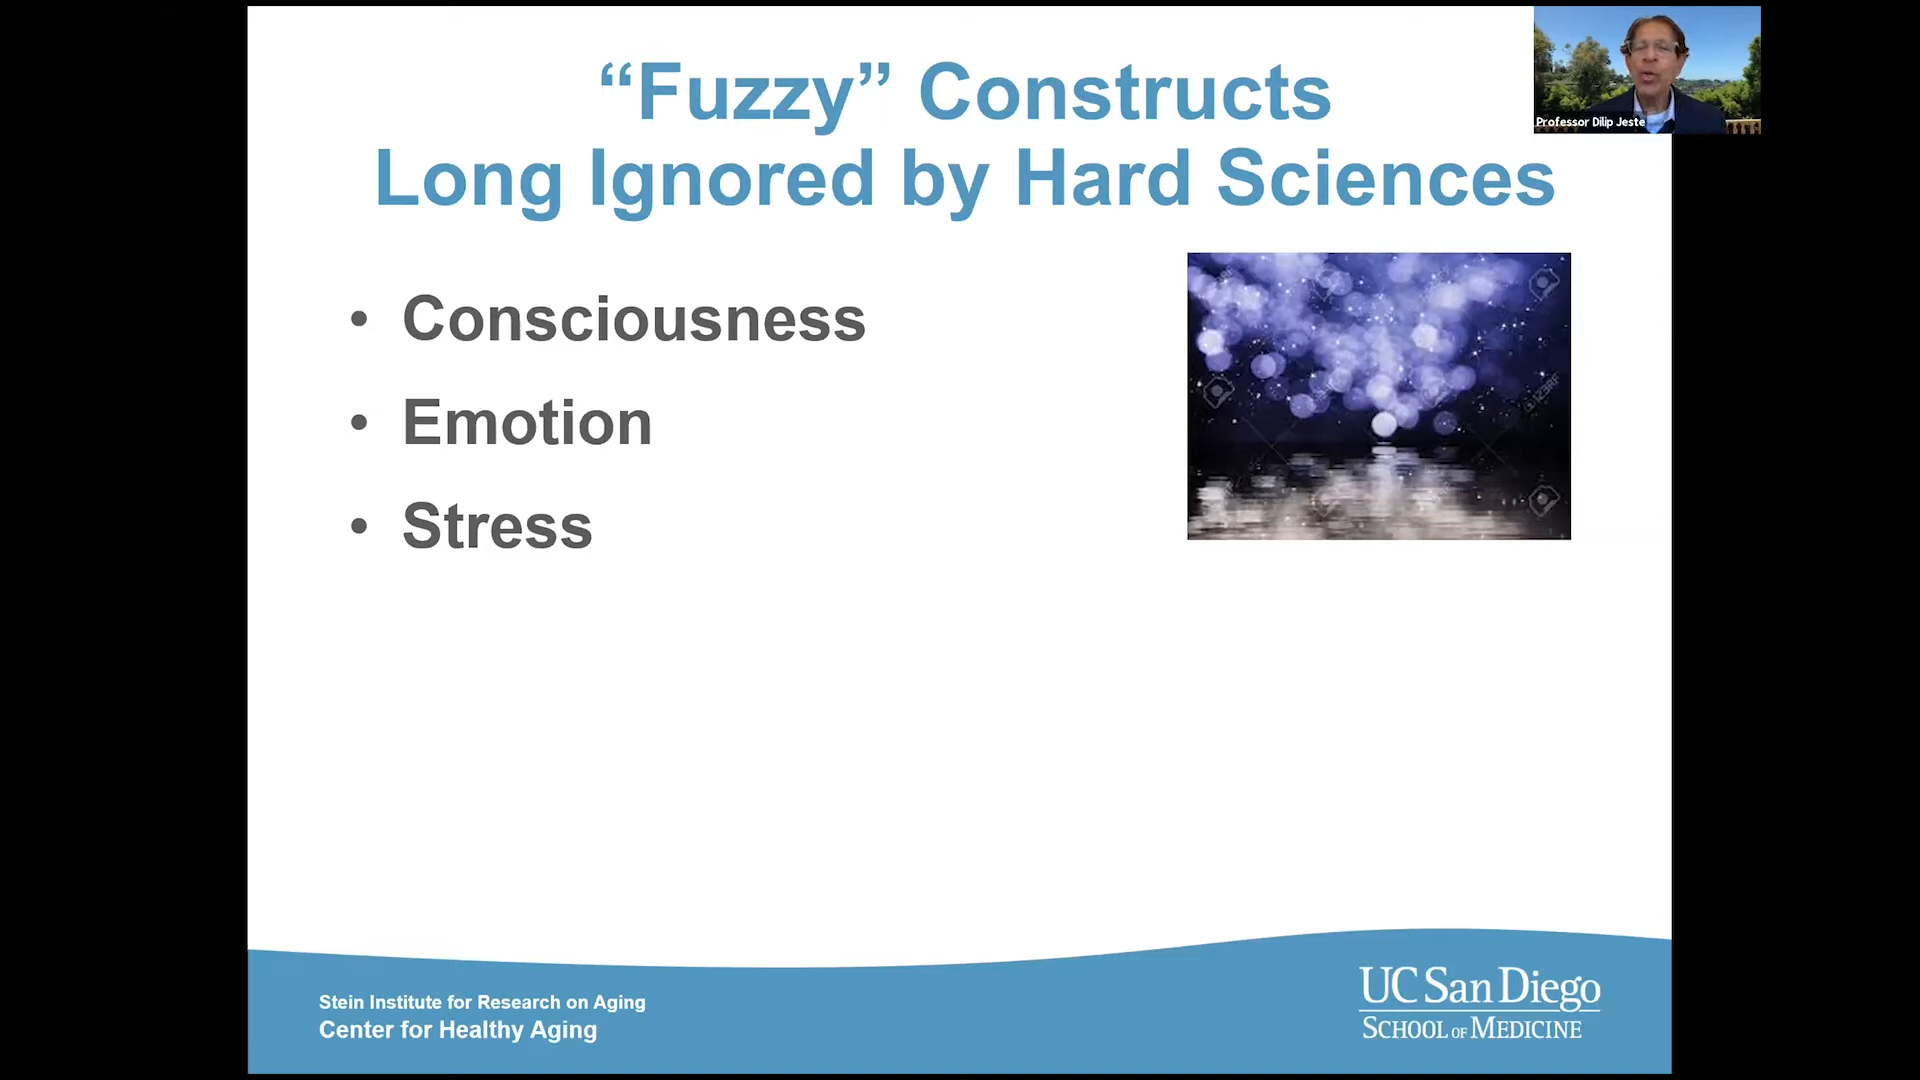 “Fuzzy” Constructs
Long Ignored by Hard Sciences
Professor Dilip Jeste
• Consciousness
• Emotion
• Stress
123RF
Stein Institute for Research on Aging
Center for Healthy Aging
UC San Diego
SCHOOL OF MEDICINE